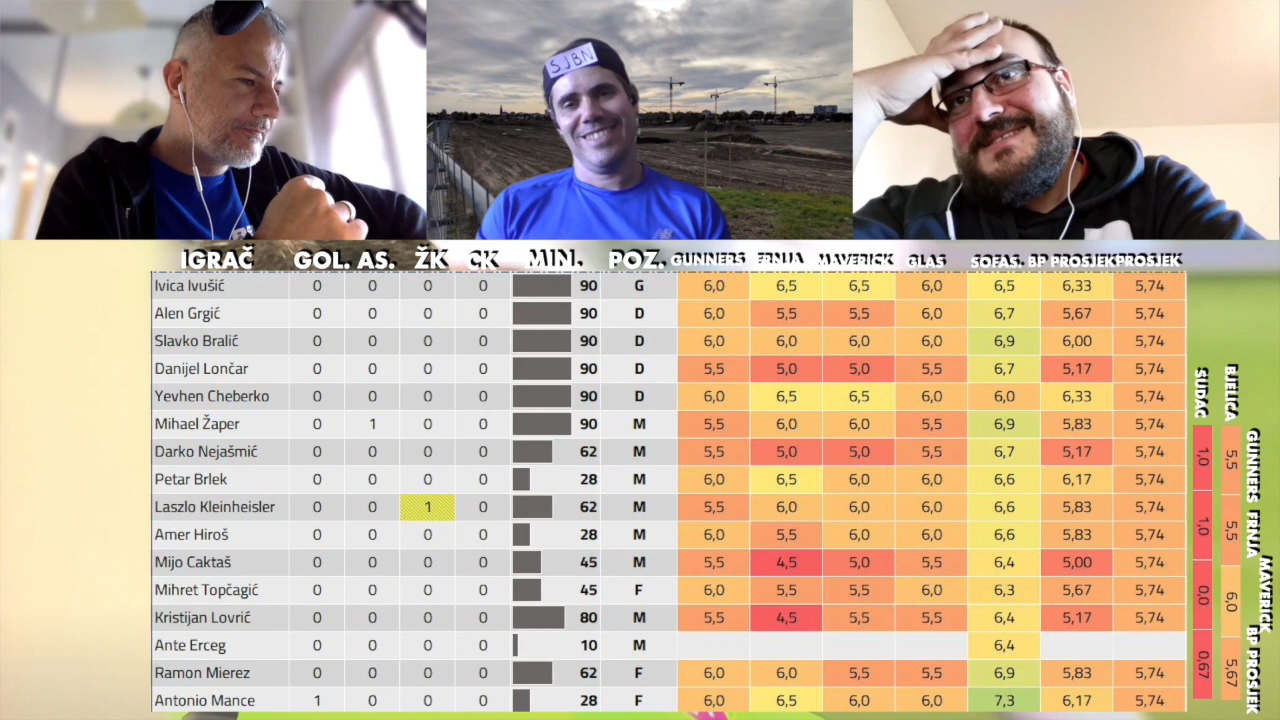 SJBN
IGRAČ GOL. AS. ŽK CK MIN. POZ. GUNNERS FRNJA MAVERICK GLAS SOFAS. BP PROSJEK PROSJEK
Ivica Ivušić 0 0 0 0 90 G 6,0 6,5 6,5 6,0 6,5 6,33 5,74
Alen Grgić 0 0 0 0 90 D 6,0 5,5 5,5 6,0 6,7 5,67 5,74
Slavko Bralić 0 0 0 0 90 D 6,0 6,0 6,0 6,0 6,9 6,00 5,74
Danijel Lončar 0 0 0 0 90 D 5,5 5,0 5,0 5,5 6,7 5,17 5,74
Yevhen Cheberko 0 0 0 0 90 D 6,0 6,5 6,5 6,0 6,0 6,33 5,74
Mihael Žaper 0 1 0 0 90 M 5,5 6,0 6,0 5,5 6,9 5,83 5,74
Darko Nejašmić 0 0 0 0 62 M 5,5 5,0 5,0 5,5 6,7 5,17 5,74
Petar Brlek 0 0 0 0 28 M 6,0 6,5 6,0 6,0 6,6 6,17 5,74
Laszlo Kleinheisler 0 0 1 0 62 M 5,5 6,0 6,0 6,0 6,6 5,83 5,74
Amer Hiroš 0 0 0 0 28 M 6,0 5,5 6,0 6,0 6,6 5,83 5,74
Mijo Caktaš 0 0 0 0 45 M 5,5 4,5 5,0 5,5 6,4 5,00 5,74
Mihret Topčagić 0 0 0 0 45 F 6,0 5,5 5,5 6,0 6,3 5,67 5,74
Kristijan Lovrić 0 0 0 0 80 M 5,5 4,5 5,5 5,5 6,4 5,17 5,74
Ante Erceg 0 0 0 0 10 M 6,4
Ramon Mierez 0 0 0 0 62 F 6,0 6,0 5,5 5,5 6,9 5,83 5,74
Antonio Mance 1 0 0 0 28 F 6,0 6,5 6,0 6,0 7,3 6,17 5,74
SUDAC 1,0 1,0 0,0 0,67
BJELICA 5,5 5,5 6,0 5,67
GUNNERS FRNJA MAVERICK BP PROSJEK